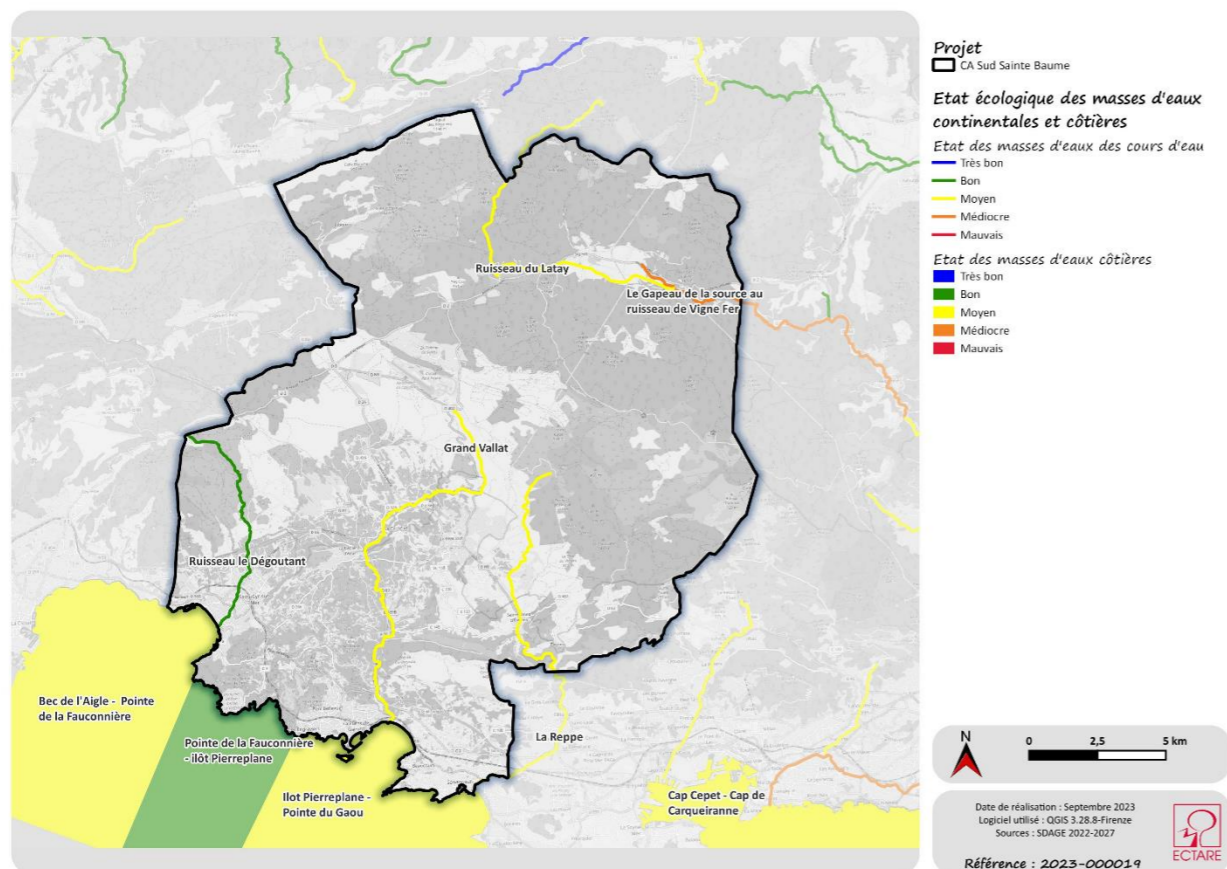 Projet
CA Sud Sainte Baume
Etat écologique des masses d'eaux
continentales et côtières
Etat des masses d'eaux des cours d'eau
Très bon
Bon
Moyen
Médiocre
Mauvais
Etat des masses d'eaux côtières
Très bon
Bon
Moyen
Médiocre
Mauvais
Ruisseau du Latay
Le Gapeau de la source au
ruisseau de Vigne Fer
Grand Vallat
Ruisseau le Dégoutant
Bec de l'Aigle - Pointe
de la Fauconnière
Pointe de la Fauconnière
- ilôt Pierreplane
La Reppe
Ilot Pierreplane -
Pointe du Gaou
Cap Cepet - Cap de
Carqueiranne
N
0 2,5 5 km
Date de réalisation : Septembre 2023
Logiciel utilisé : QGIS 3.28.8-Firenze
Sources : SDAGE 2022-2027
Référence : 2023-000019
ECTARE